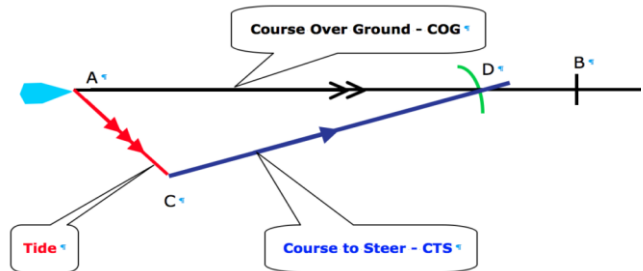 Course Over Ground - COG
A
D
B
C
Tide
Course to Steer - CTS